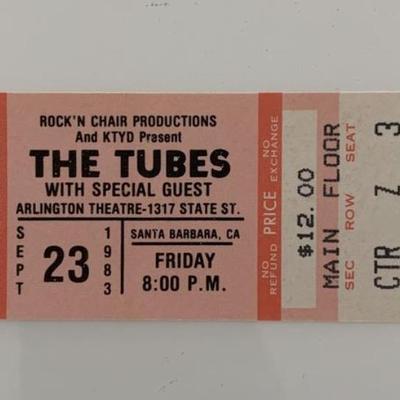 ROCK'N CHAIR PRODUCTIONS
And KTYD Present
THE TUBES
WITH SPECIAL GUEST
ARLINGTON THEATRE-1317 STATE ST.
SEPT
23
1983
SANTA BARBARA, CA
FRIDAY
8:00 P.M.
NO REFUND
PRICE
NO EXCHANGE
$12.00
MAIN FLOOR
SEC ROW SEAT
CTR Z 3